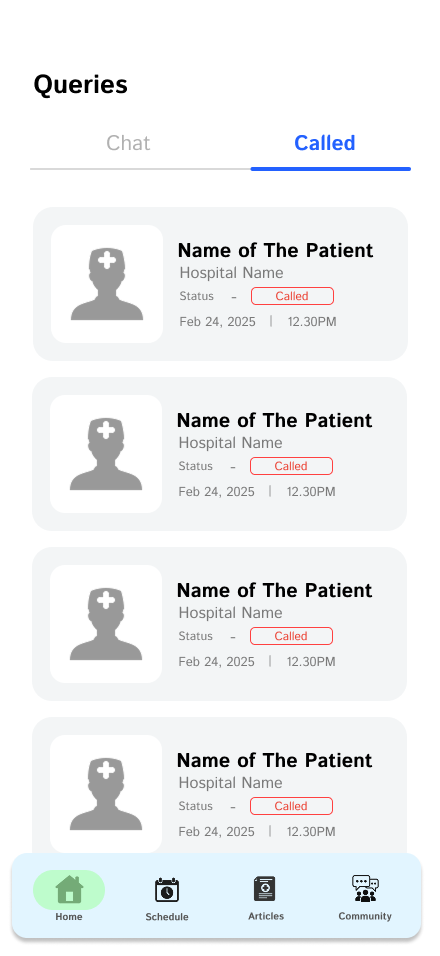 Queries
Chat Called
Name of The Patient
Hospital Name
Status - Called
Feb 24, 2025 | 12.30PM
Name of The Patient
Hospital Name
Status - Called
Feb 24, 2025 | 12.30PM
Name of The Patient
Hospital Name
Status - Called
Feb 24, 2025 | 12.30PM
Name of The Patient
Hospital Name
Status - Called
Feb 24, 2025 | 12.30PM
Home Schedule Articles Community